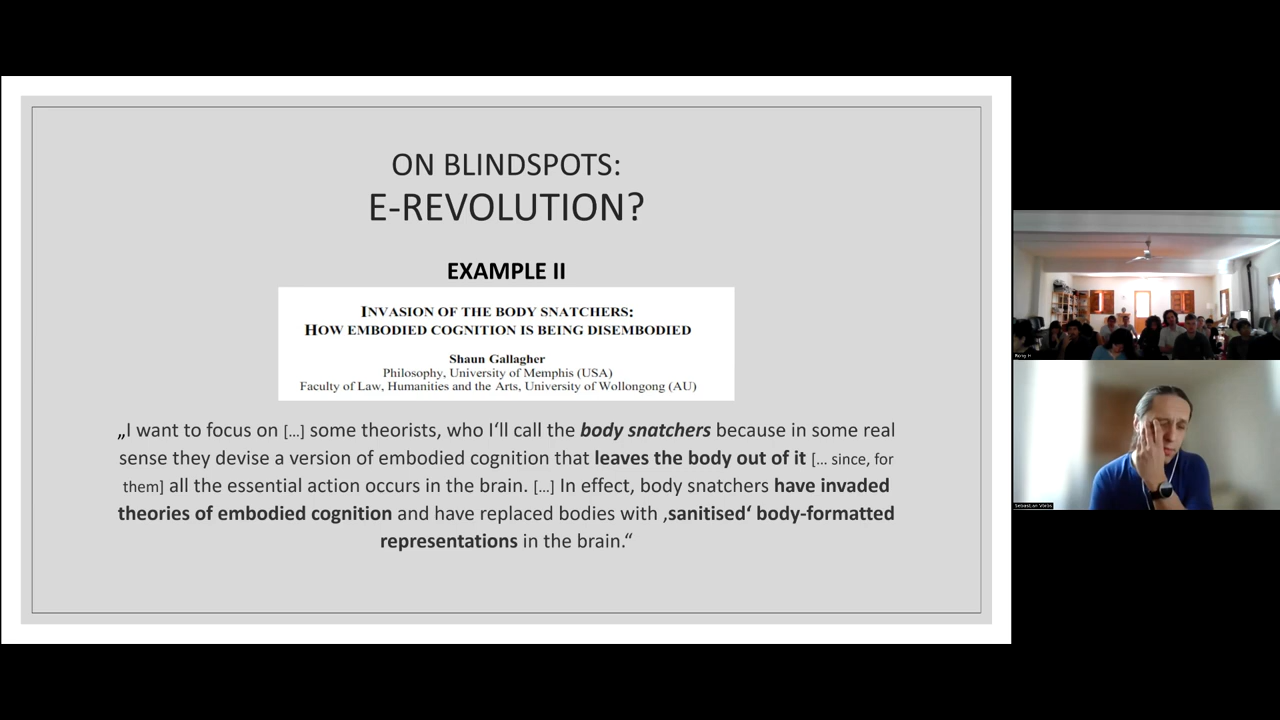 ON BLINDSPOTS:
E-REVOLUTION?
EXAMPLE II
INVASION OF THE BODY SNATCHERS:
HOW EMBODIED COGNITION IS BEING DISEMBODIED
Shaun Gallagher
Philosophy, University of Memphis (USA)
Faculty of Law, Humanities and the Arts, University of Wollongong (AU)
„I want to focus on [...] some theorists, who I‘ll call the body snatchers because in some real
sense they devise a version of embodied cognition that leaves the body out of it [... since, for
them] all the essential action occurs in the brain. [...] In effect, body snatchers have invaded
theories of embodied cognition and have replaced bodies with ‚sanitised‘ body-formatted
representations in the brain.“